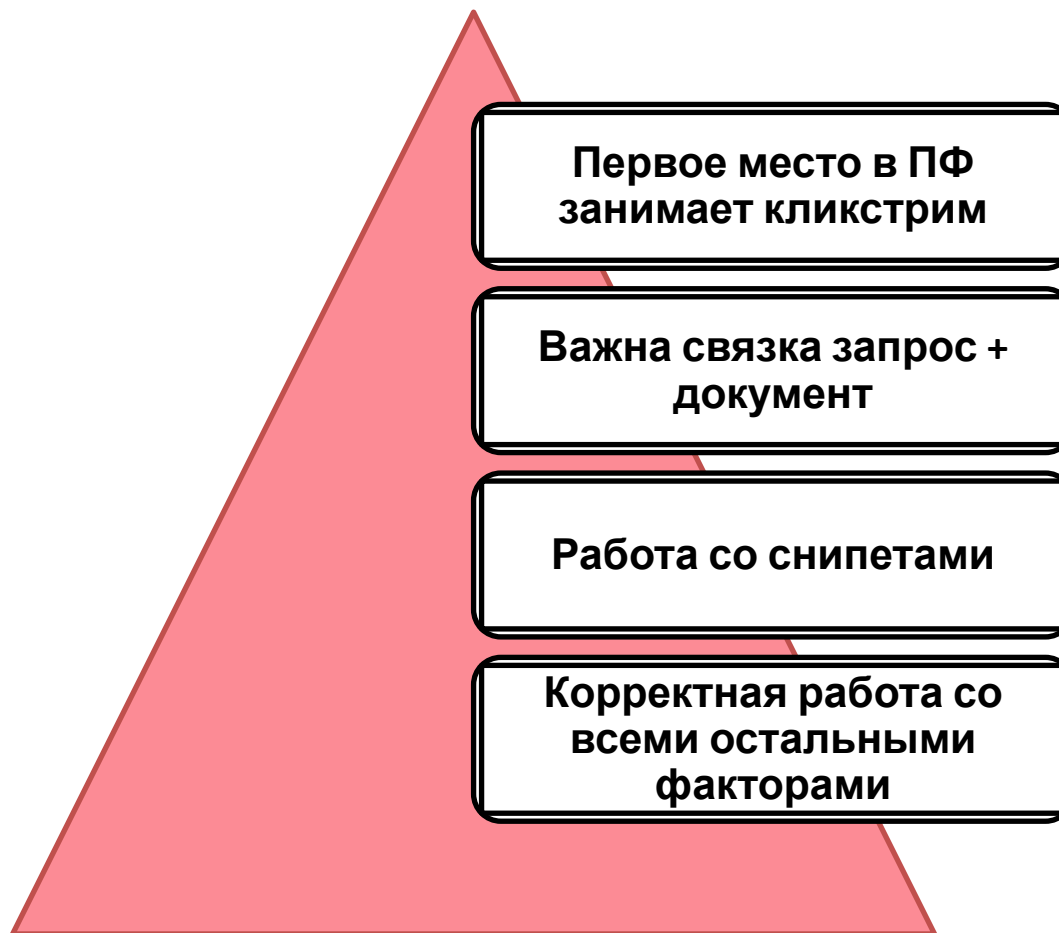 Первое место в ПФ
занимает кликстрим
Важна связка запрос +
документ
Работа со снипетами
Корректная работа со
всеми остальными
факторами